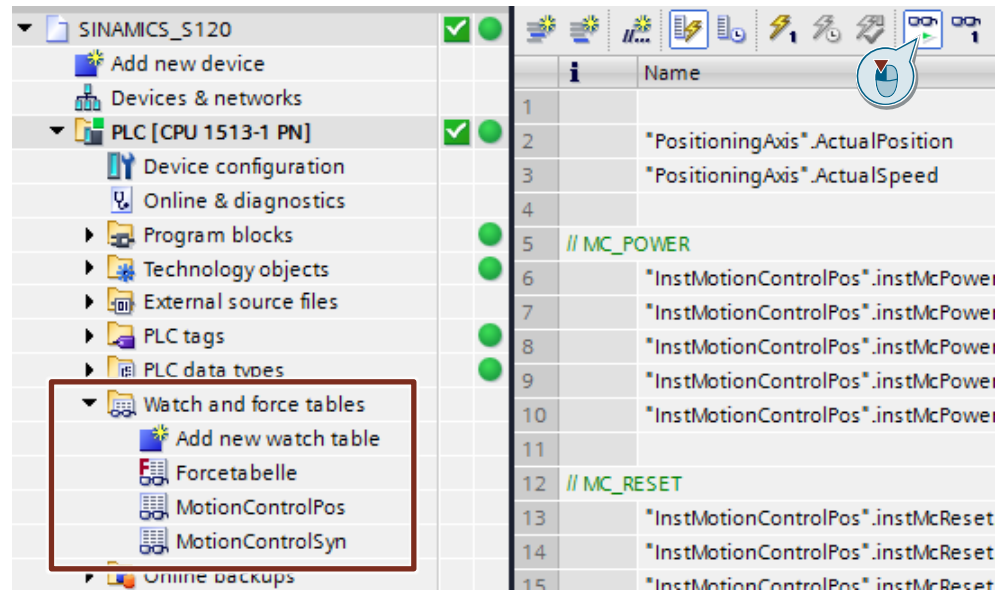 SINAMICS_S120
Add new device
Devices & networks
PLC [CPU 1513-1 PN]
Device configuration
Online & diagnostics
Program blocks
Technology objects
External source files
PLC tags
PLC data types
Watch and force tables
Add new watch table
Forcetabelle
MotionControlPos
MotionControlSyn
Online backups
i Name
1
2 "PositioningAxis".ActualPosition
3 "PositioningAxis".ActualSpeed
4
5 // MC_POWER
6 "InstMotionControlPos".instMcPower
7 "InstMotionControlPos".instMcPower
8 "InstMotionControlPos".instMcPower
9 "InstMotionControlPos".instMcPower
10 "InstMotionControlPos".instMcPower
11
12 // MC_RESET
13 "InstMotionControlPos".instMcReset
14 "InstMotionControlPos".instMcReset
15 "InstMotionControlPos".instMcReset